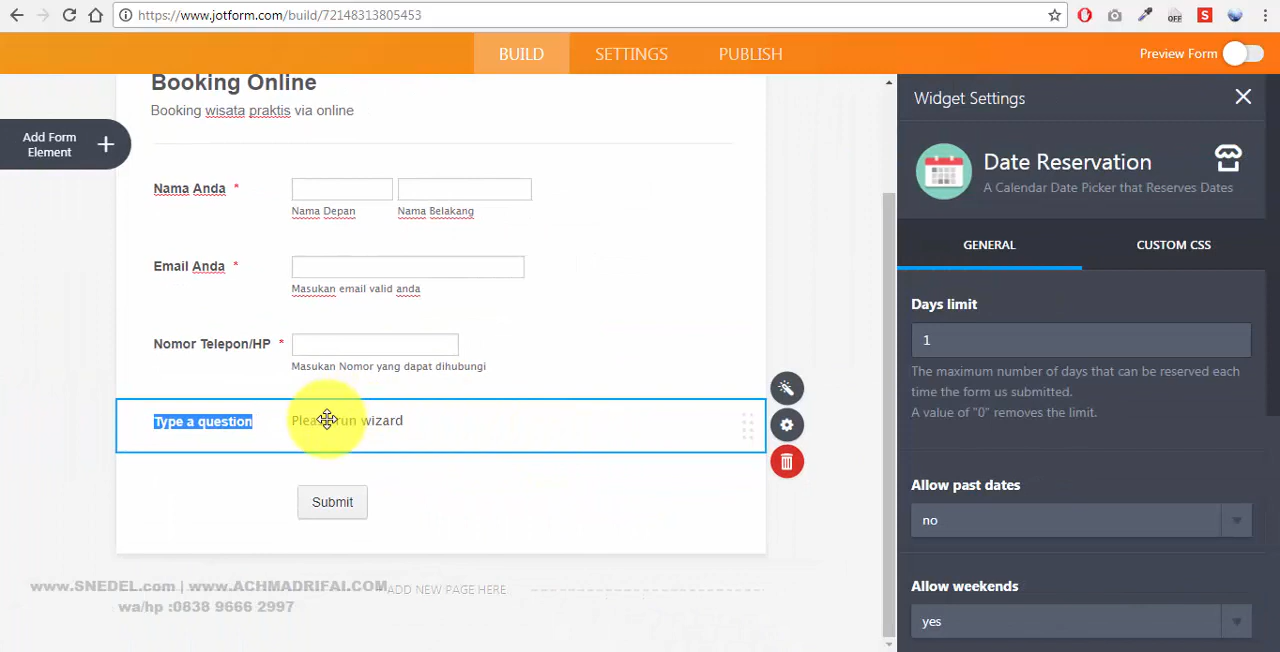 https://www.jotform.com/build/72148313805453
OFF
S
BUILD
SETTINGS
PUBLISH
Preview Form
Booking Online
Booking wisata praktis via online
Add Form
Element
Nama Anda *
Nama Depan
Nama Belakang
Email Anda *
Masukan email valid anda
Nomor Telepon/HP *
Masukan Nomor yang dapat dihubungi
Type a question
Please run wizard
Submit
www.SNEDEL.com | www.ACHMADRIFAI.COM
ADD NEW PAGE HERE
wa/hp :0838 9666 2997
Widget Settings
Date Reservation
A Calendar Date Picker that Reserves Dates
GENERAL
CUSTOM CSS
Days limit
1
The maximum number of days that can be reserved each
time the form us submitted.
A value of "0" removes the limit.
Allow past dates
no
Allow weekends
yes